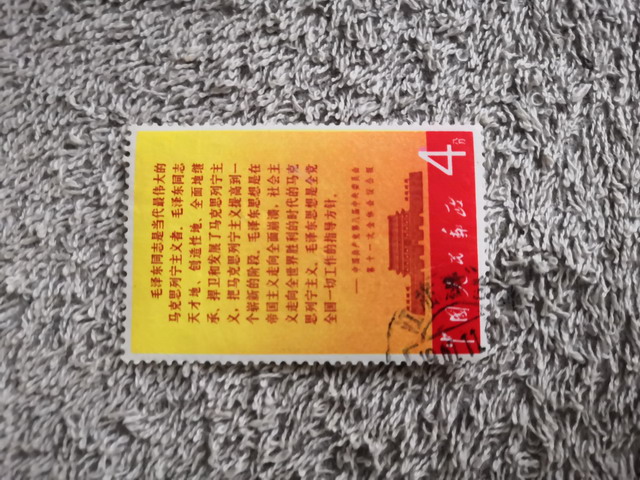 毛泽东同志是当代最伟大的
马克思列宁主义者。毛泽东同志
天才地、创造性地、全面地继
承、捍卫和发展了马克思列宁主
义，把马克思列宁主义提高到一
个崭新的阶段。毛泽东思想是在
帝国主义走向全面崩溃，社会主
义走向全世界胜利的时代的马克
思列宁主义。毛泽东思想是全党
全国一切工作的指导方针。
——中国共产党第八届中央委员会
第十一次全体会议公报
4分
中国人民邮政